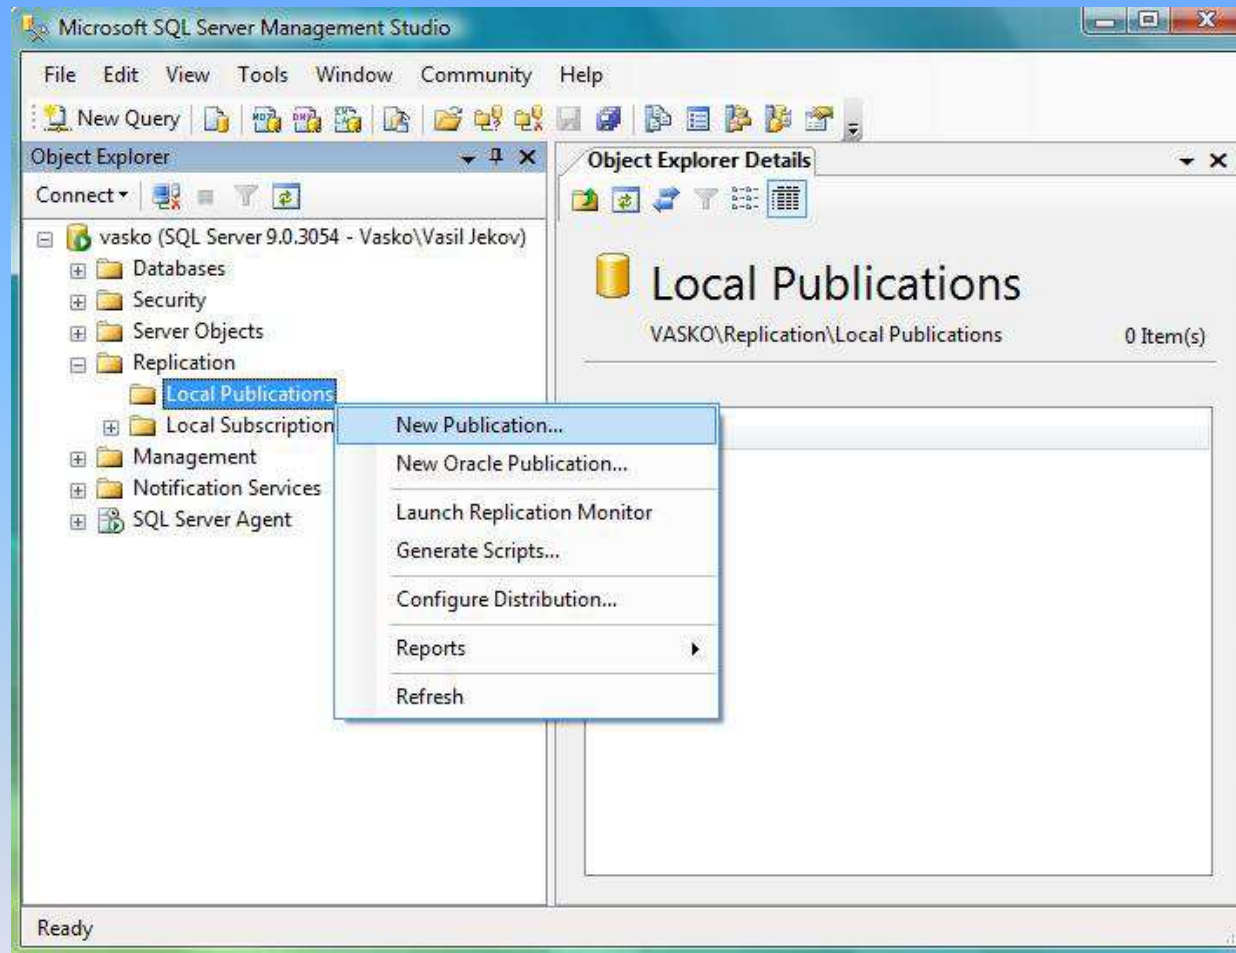 Microsoft SQL Server Management Studio
File Edit View Tools Window Community Help
New Query
Object Explorer
Connect
vasko (SQL Server 9.0.3054 - Vasko\Vasil Jekov)
Databases
Security
Server Objects
Replication
Local Publications
Local Subscription
Management
Notification Services
SQL Server Agent
New Publication...
New Oracle Publication...
Launch Replication Monitor
Generate Scripts...
Configure Distribution...
Reports
Refresh
Object Explorer Details
Local Publications
VASKO\Replication\Local Publications 0 Item(s)
Ready